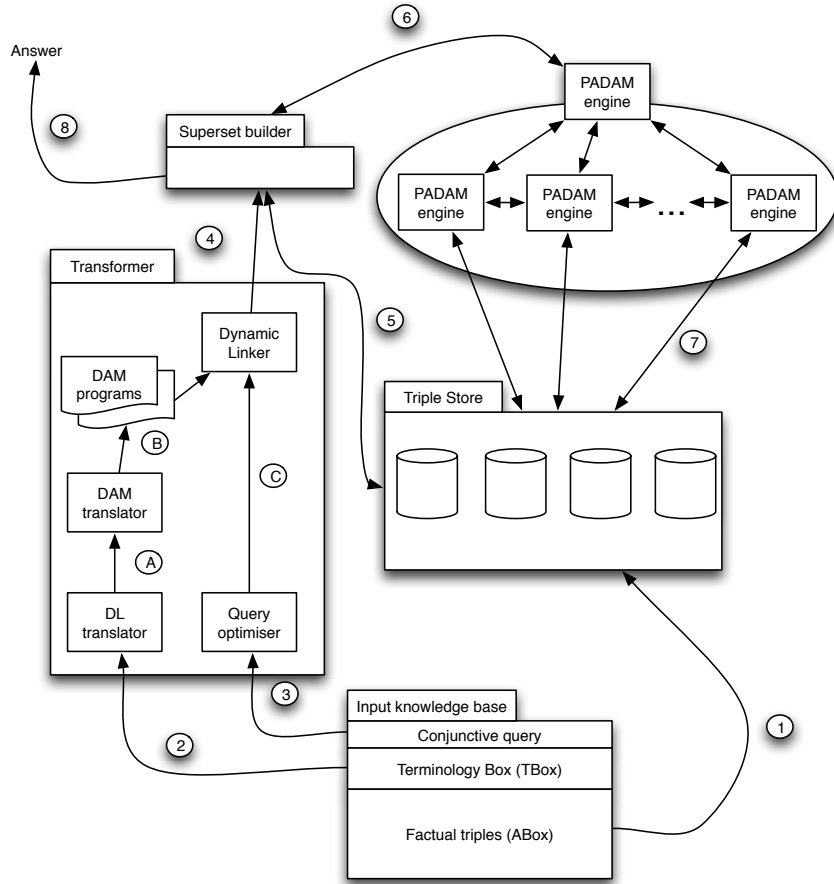 6
Answer
PADAM
engine
8
Superset builder
PADAM
engine
PADAM
engine
...
PADAM
engine
4
Transformer
5
7
Dynamic
Linker
DAM
programs
Triple Store
B
C
DAM
translator
A
DL
translator
Query
optimiser
3
Input knowledge base
2
Conjunctive query
1
Terminology Box (TBox)
Factual triples (ABox)